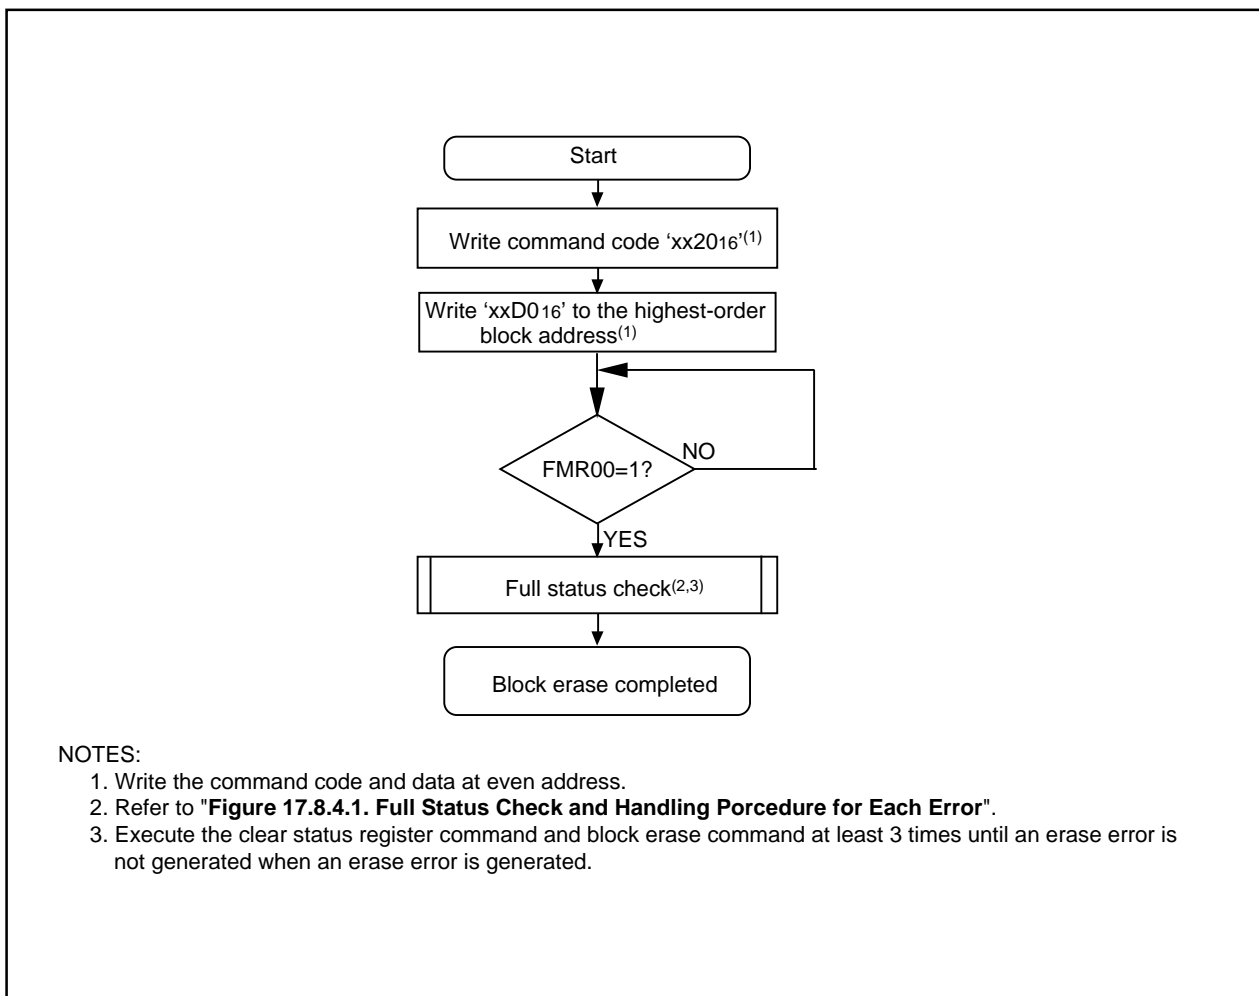 Start
Write command code ‘xx2016’(1)
Write ‘xxD016’ to the highest-order
block address(1)
NO
FMR00=1?
YES
Full status check(2,3)
Block erase completed
NOTES:
1. Write the command code and data at even address.
2. Refer to "Figure 17.8.4.1. Full Status Check and Handling Porcedure for Each Error".
3. Execute the clear status register command and block erase command at least 3 times until an erase error is
not generated when an erase error is generated.